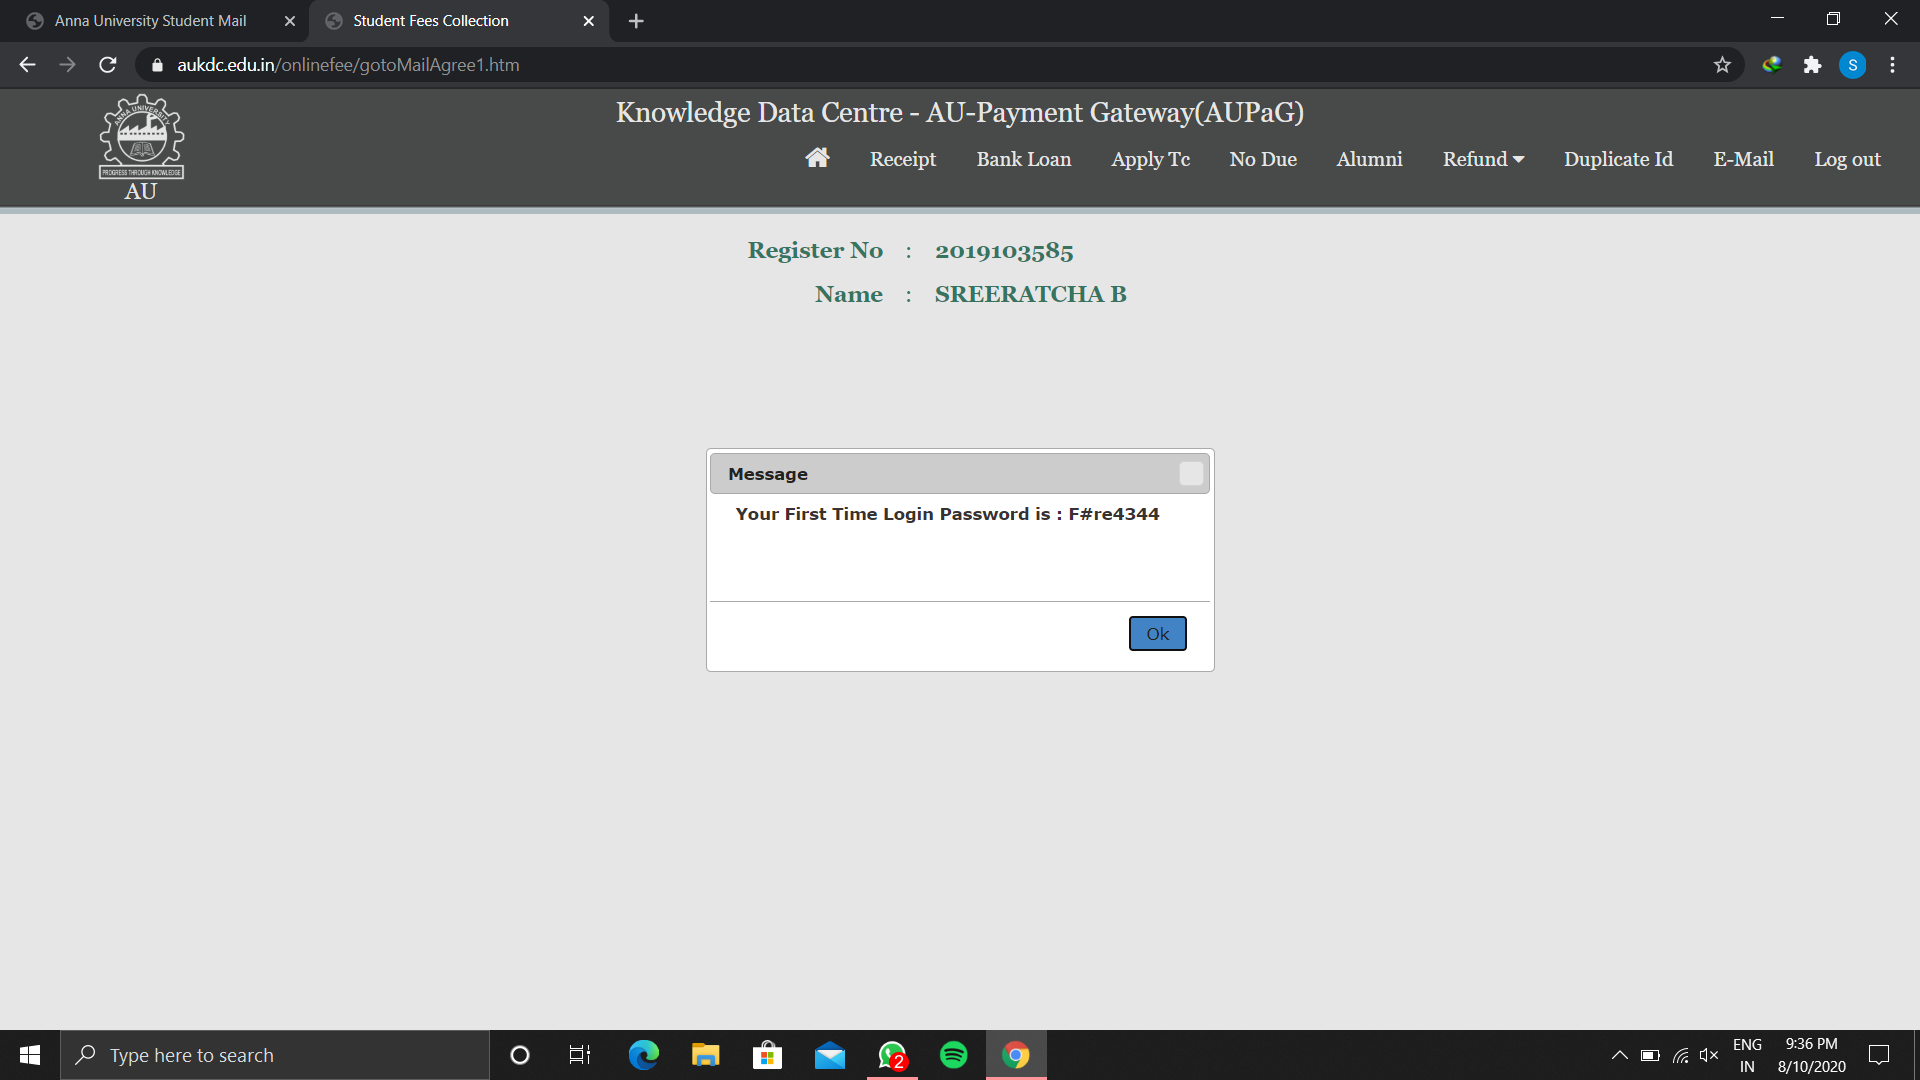 Anna University Student Mail
Student Fees Collection
aukdc.edu.in/onlinefee/gotoMailAgree1.htm
S
ANNA UNIVERSITY
PROGRESS THROUGH KNOWLEDGE
AU
Knowledge Data Centre - AU-Payment Gateway(AUPaG)
Receipt Bank Loan Apply Tc No Due Alumni Refund Duplicate Id E-Mail Log out
Register No : 2019103585
Name : SREERATCHA B
Message
Your First Time Login Password is : F#re4344
Ok
Type here to search
2
ENG
IN
9:36 PM
8/10/2020